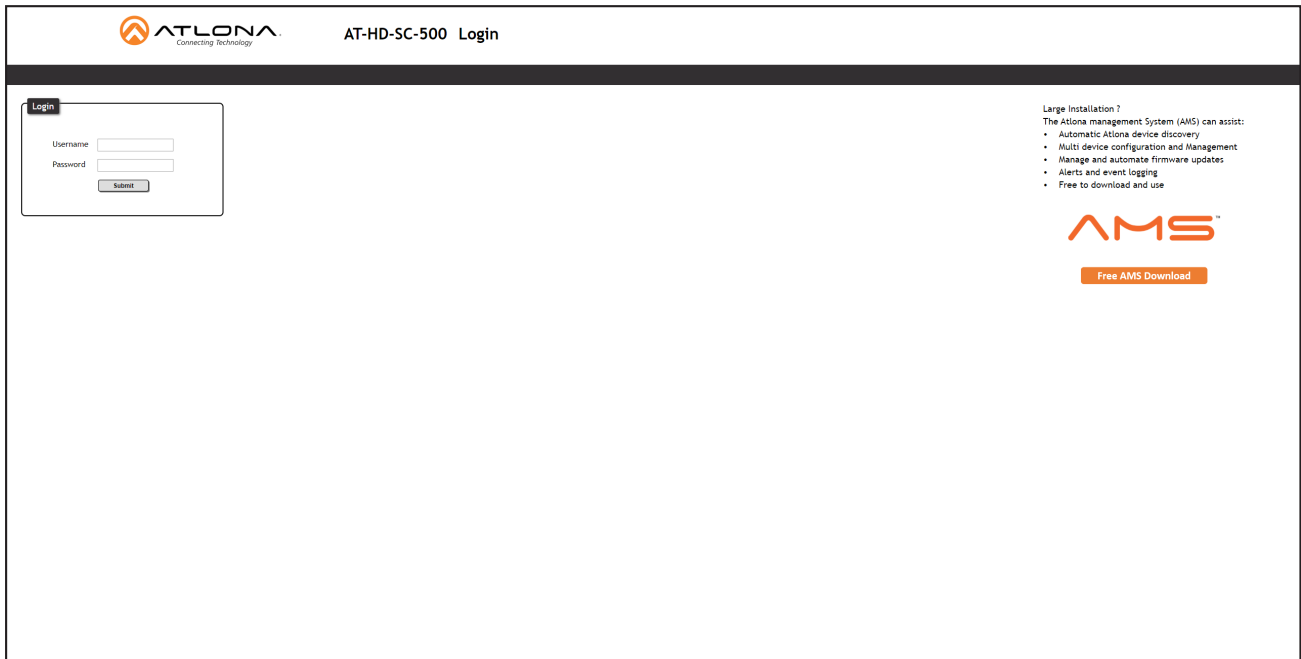 ATLONA.
Connecting Technology
AT-HD-SC-500 Login
Login
Username
Password
Submit
Large Installation ?
The Atlona management System (AMS) can assist:
• Automatic Atlona device discovery
• Multi device configuration and Management
• Manage and automate firmware updates
• Alerts and event logging
• Free to download and use
AMS™
Free AMS Download